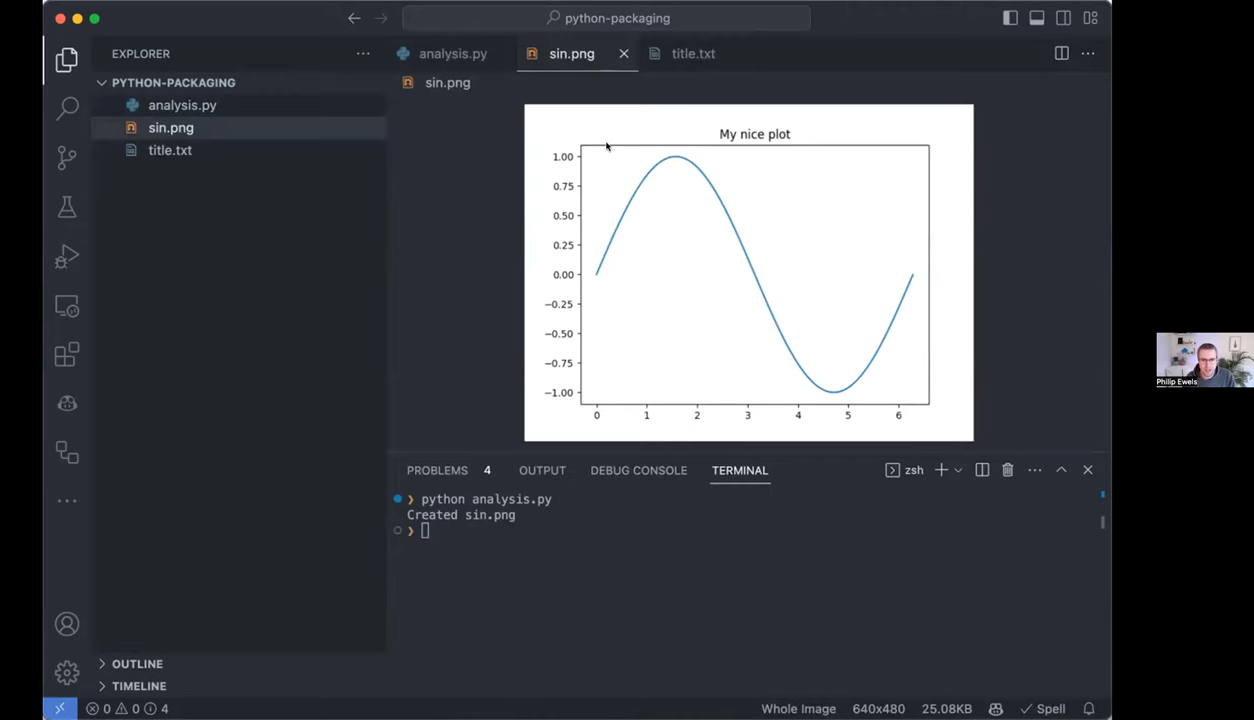 python-packaging
EXPLORER
PYTHON-PACKAGING
analysis.py
sin.png
title.txt
OUTLINE
TIMELINE
analysis.py
sin.png
title.txt
sin.png
My nice plot
1.00
0.75
0.50
0.25
0.00
−0.25
−0.50
−0.75
−1.00
0 1 2 3 4 5 6
PROBLEMS 4 OUTPUT DEBUG CONSOLE TERMINAL zsh
python analysis.py
Created sin.png
0 0 4 Whole Image 640x480 25.08KB Spell
Philip Ewels